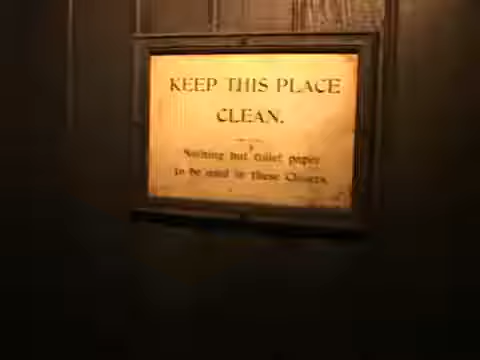 KEEP THIS PLACE
CLEAN.
Nothing but toilet paper
to be used in these Closets.